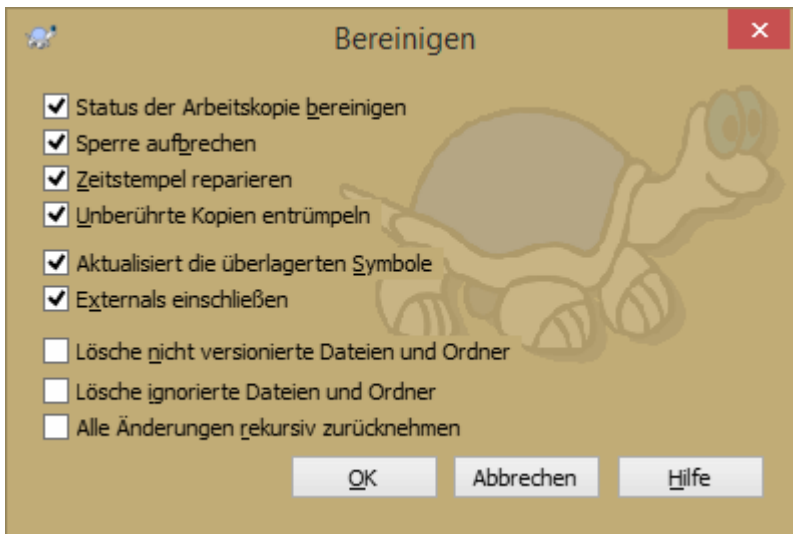 Bereinigen
Status der Arbeitskopie bereinigen
Sperre aufbrechen
Zeitstempel reparieren
Unberührte Kopien entrümpeln
Aktualisiert die überlagerten Symbole
Externals einschließen
Lösche nicht versionierte Dateien und Ordner
Lösche ignorierte Dateien und Ordner
Alle Änderungen rekursiv zurücknehmen
OK Abbrechen Hilfe